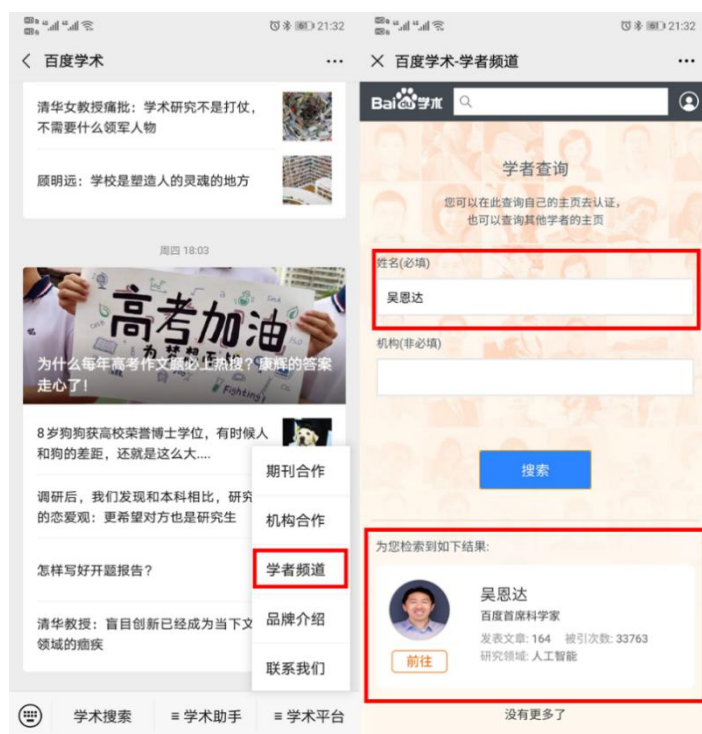 21:32
百度学术
清华女教授痛批：学术研究不是打仗，
不需要什么领军人物
顾明远：学校是塑造人的灵魂的地方
周四 18:03
高考加油
为梦想而
Fighting
为什么每年高考作文题必上热搜？康辉的答案
走心了！
8岁狗狗获高校荣誉博士学位，有时候人
和狗的差距，还就是这么大....
调研后，我们发现和本科相比，研究
的恋爱观：更希望对方也是研究生
怎样写好开题报告？
清华教授：盲目创新已经成为当下文
领域的痼疾
期刊合作
机构合作
学者频道
品牌介绍
联系我们
学术搜索
≡ 学术助手
≡ 学术平台
21:32
百度学术-学者频道
Bai du 学术
学者查询
您可以在此查询自己的主页去认证，
也可以查询其他学者的主页
姓名(必填)
吴恩达
机构(非必填)
搜索
为您检索到如下结果:
吴恩达
百度首席科学家
发表文章: 164 被引次数: 33763
研究领域: 人工智能
前往
没有更多了